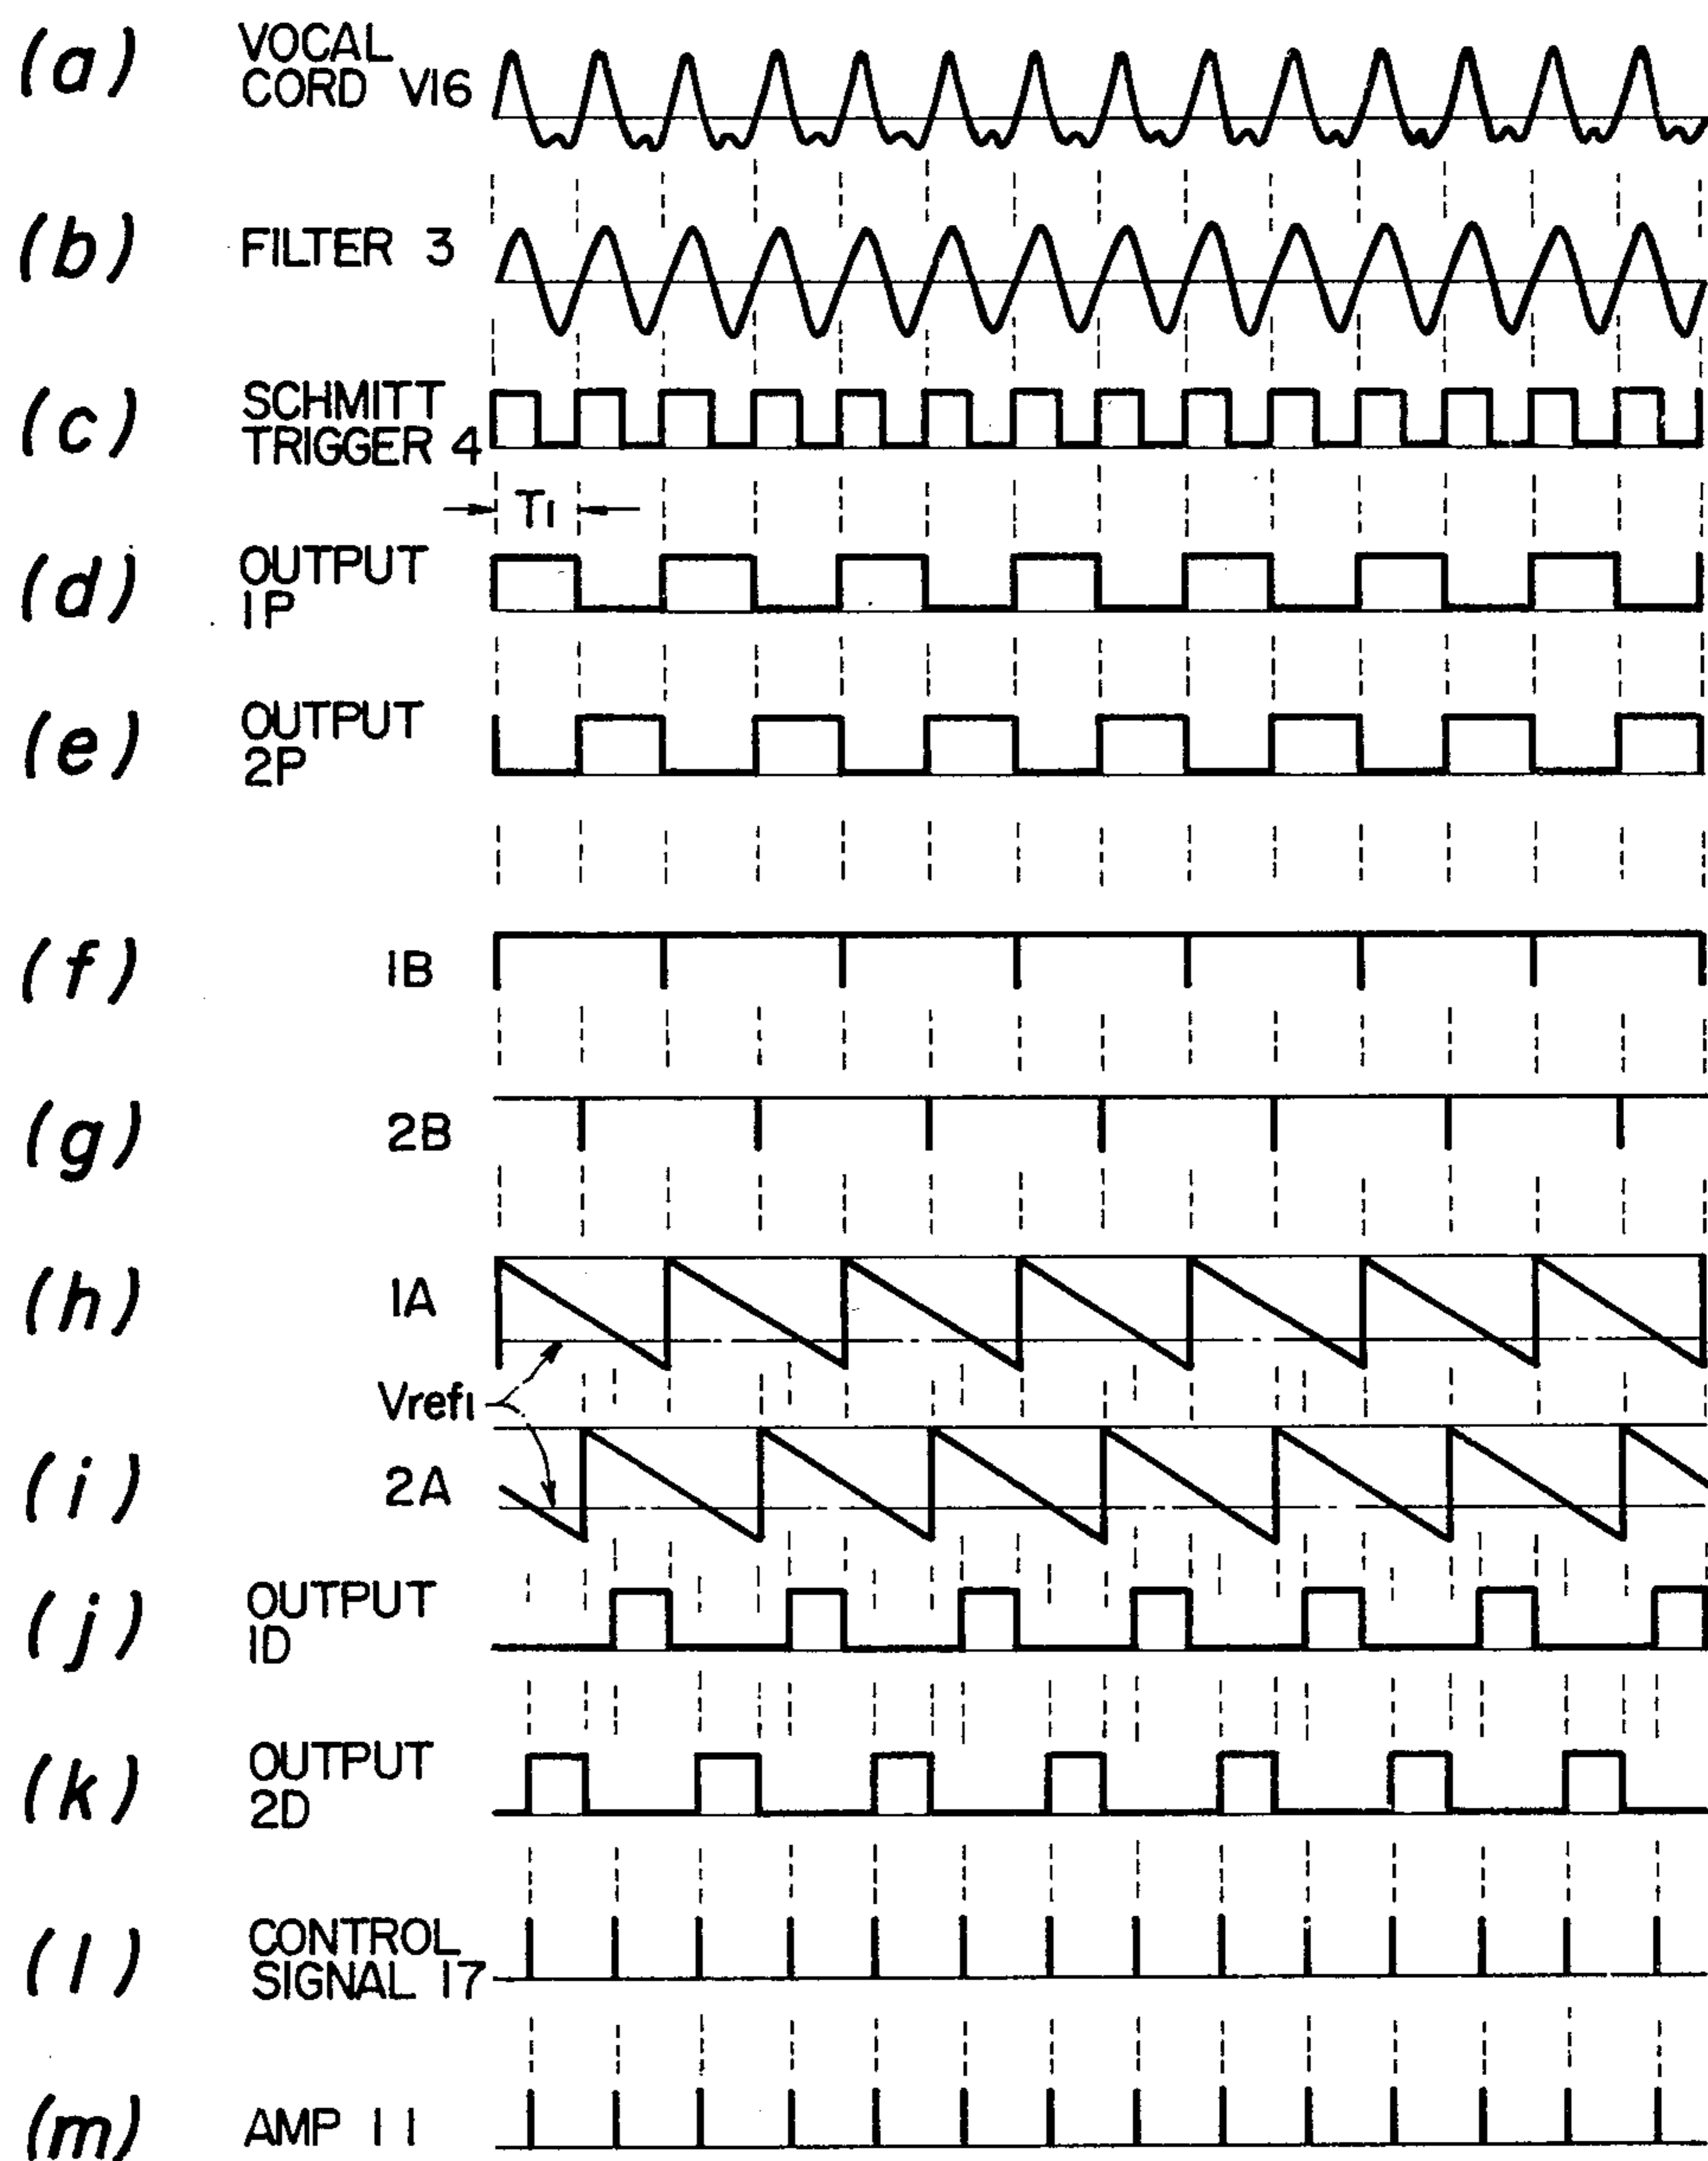 (a) VOCAL
CORD V16
(b) FILTER 3
(c) SCHMITT
TRIGGER 4
T1
(d) OUTPUT
1P
(e) OUTPUT
2P
(f) 1B
(g) 2B
(h) 1A
Vref1
(i) 2A
(j) OUTPUT
1D
(k) OUTPUT
2D
(l) CONTROL
SIGNAL 17
(m) AMP 11